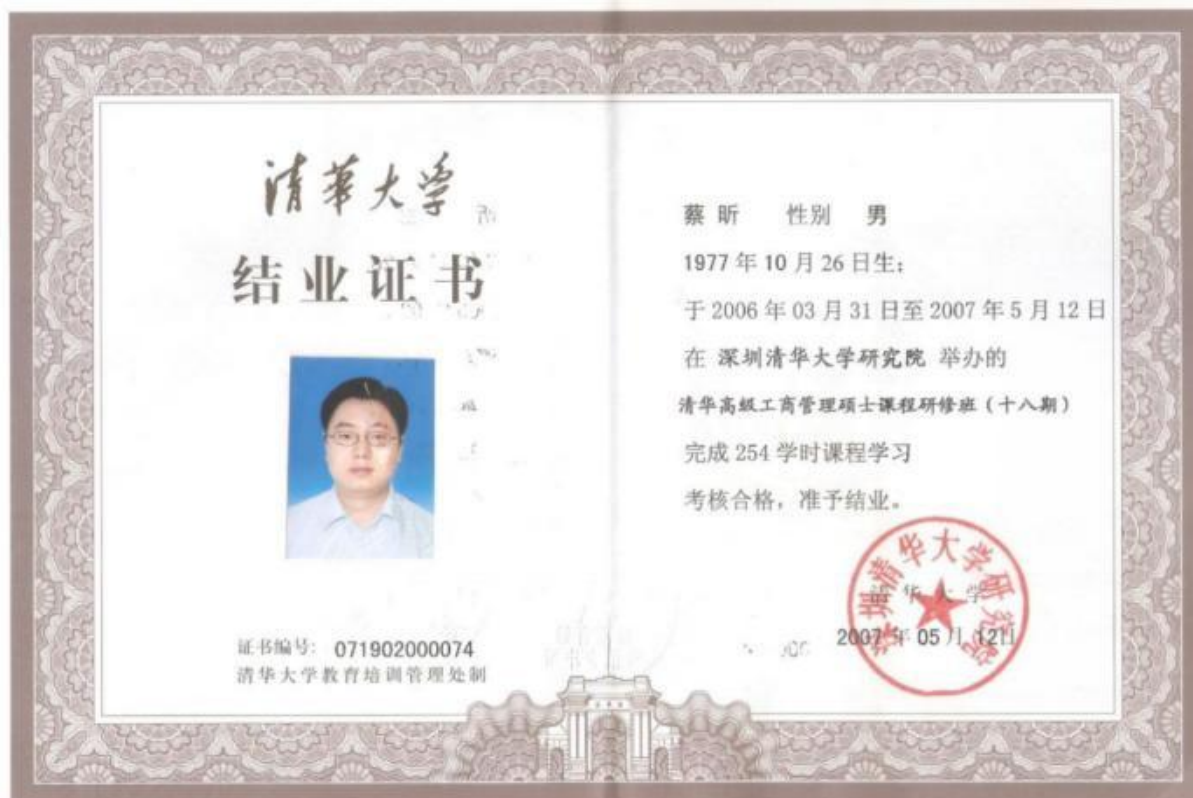 清華大学
结业证书
证书编号: 071902000074
清华大学教育培训管理处制
蔡昕 性别 男
1977年10月26日生;
于2006年03月31日至2007年5月12日
在 深圳清华大学研究院 举办的
清华高级工商管理硕士课程研修班(十八期)
完成254学时课程学习
考核合格，准予结业。
深圳清华大学研究院
清华大学
2007年05月12日